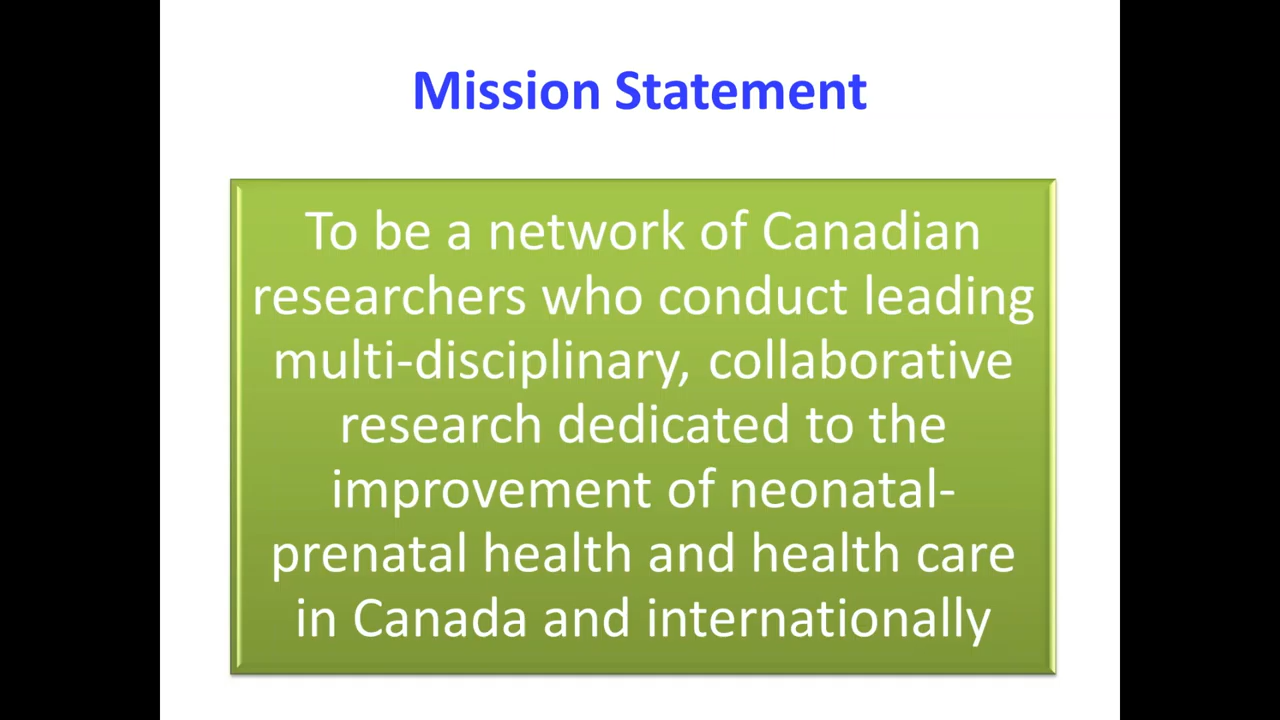 Mission Statement
To be a network of Canadian
researchers who conduct leading
multi-disciplinary, collaborative
research dedicated to the
improvement of neonatal-
prenatal health and health care
in Canada and internationally